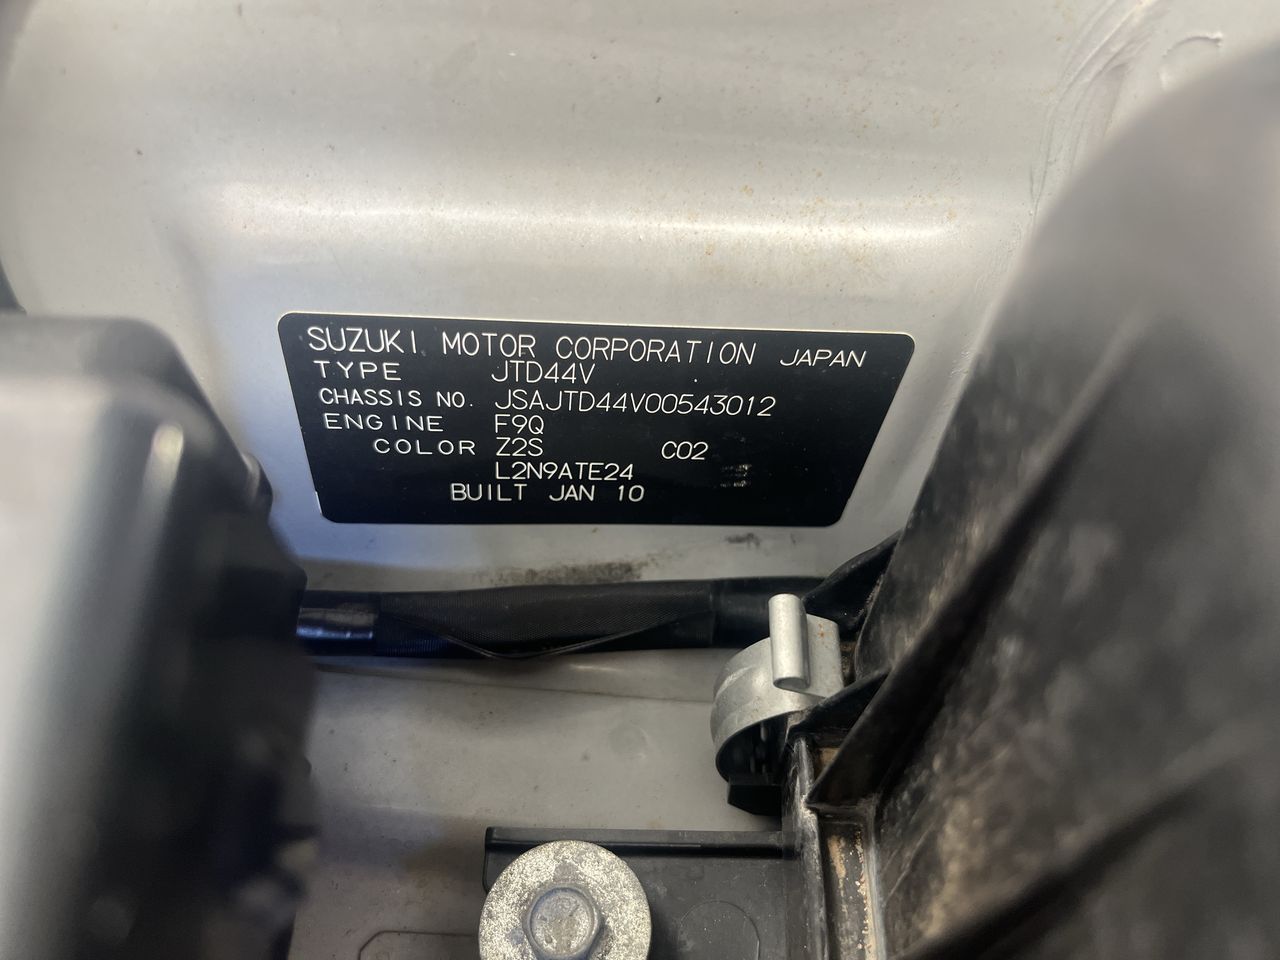 SUZUKI MOTOR CORPORATION JAPAN
TYPE JTD44V
CHASSIS NO. JSAJTD44V00543012
ENGINE F9Q
COLOR Z2S C02
L2N9ATE24
BUILT JAN 10